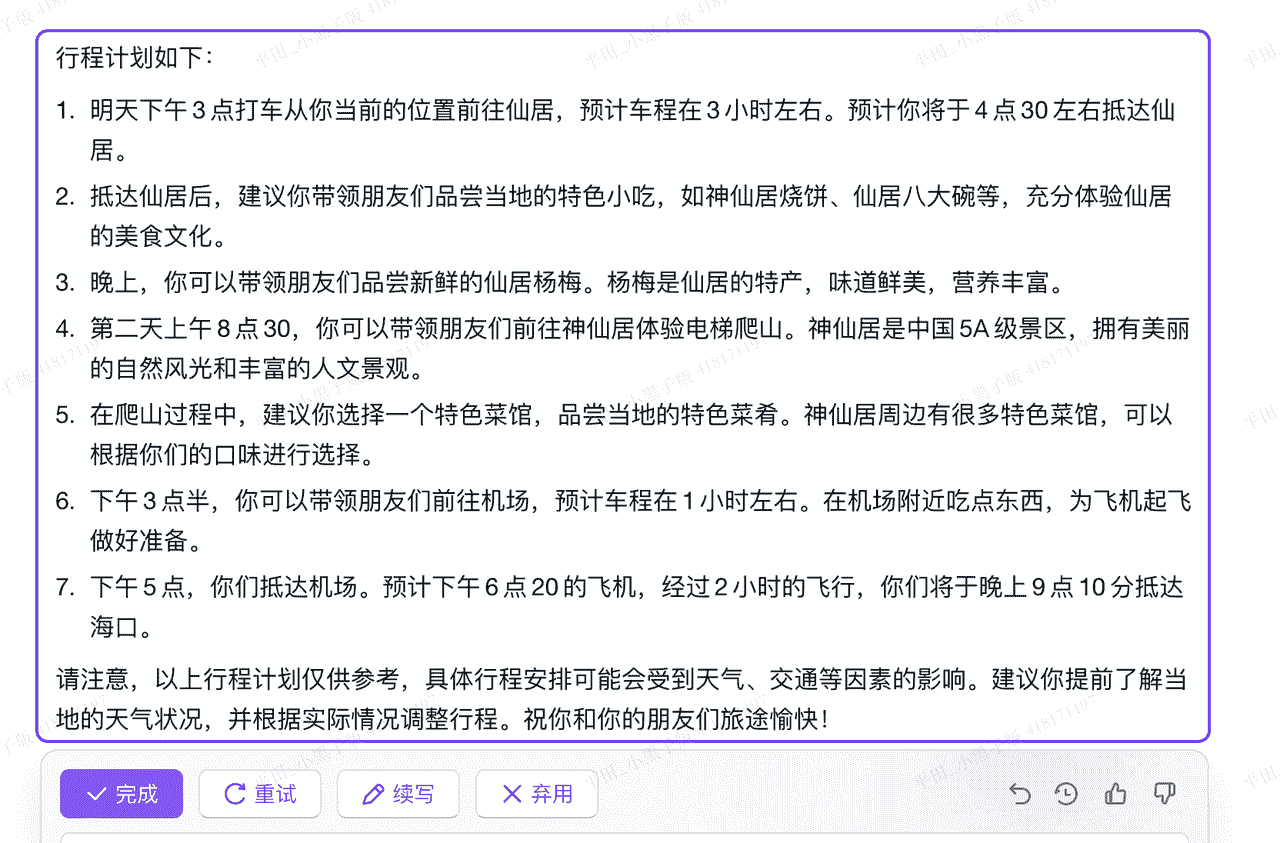 行程计划如下：
1. 明天下午3点打车从你当前的位置前往仙居，预计车程在3小时左右。预计你将于4点30左右抵达仙
居。
2. 抵达仙居后，建议你带领朋友们品尝当地的特色小吃，如神仙居烧饼、仙居八大碗等，充分体验仙居
的美食文化。
3. 晚上，你可以带领朋友们品尝新鲜的仙居杨梅。杨梅是仙居的特产，味道鲜美，营养丰富。
4. 第二天上午8点30，你可以带领朋友们前往神仙居体验电梯爬山。神仙居是中国5A级景区，拥有美丽
的自然风光和丰富的人文景观。
5. 在爬山过程中，建议你选择一个特色菜馆，品尝当地的特色菜肴。神仙居周边有很多特色菜馆，可以
根据你们的口味进行选择。
6. 下午3点半，你可以带领朋友们前往机场，预计车程在1小时左右。在机场附近吃点东西，为飞机起飞
做好准备。
7. 下午5点，你们抵达机场。预计下午6点20的飞机，经过2小时的飞行，你们将于晚上9点10分抵达
海口。
请注意，以上行程计划仅供参考，具体行程安排可能会受到天气、交通等因素的影响。建议你提前了解当
地的天气状况，并根据实际情况调整行程。祝你和你的朋友们旅途愉快！
完成 重试 续写 弃用